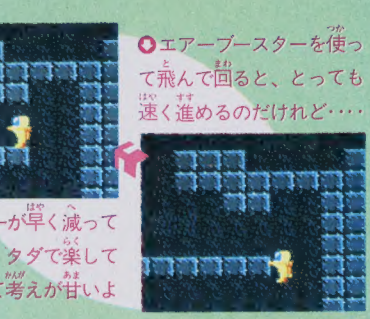 エアーブースターを使っ
て飛んで回ると、とっても
速く進めるのだけれど‥‥
ーが早く減って
タダで楽して
考えが甘いよ